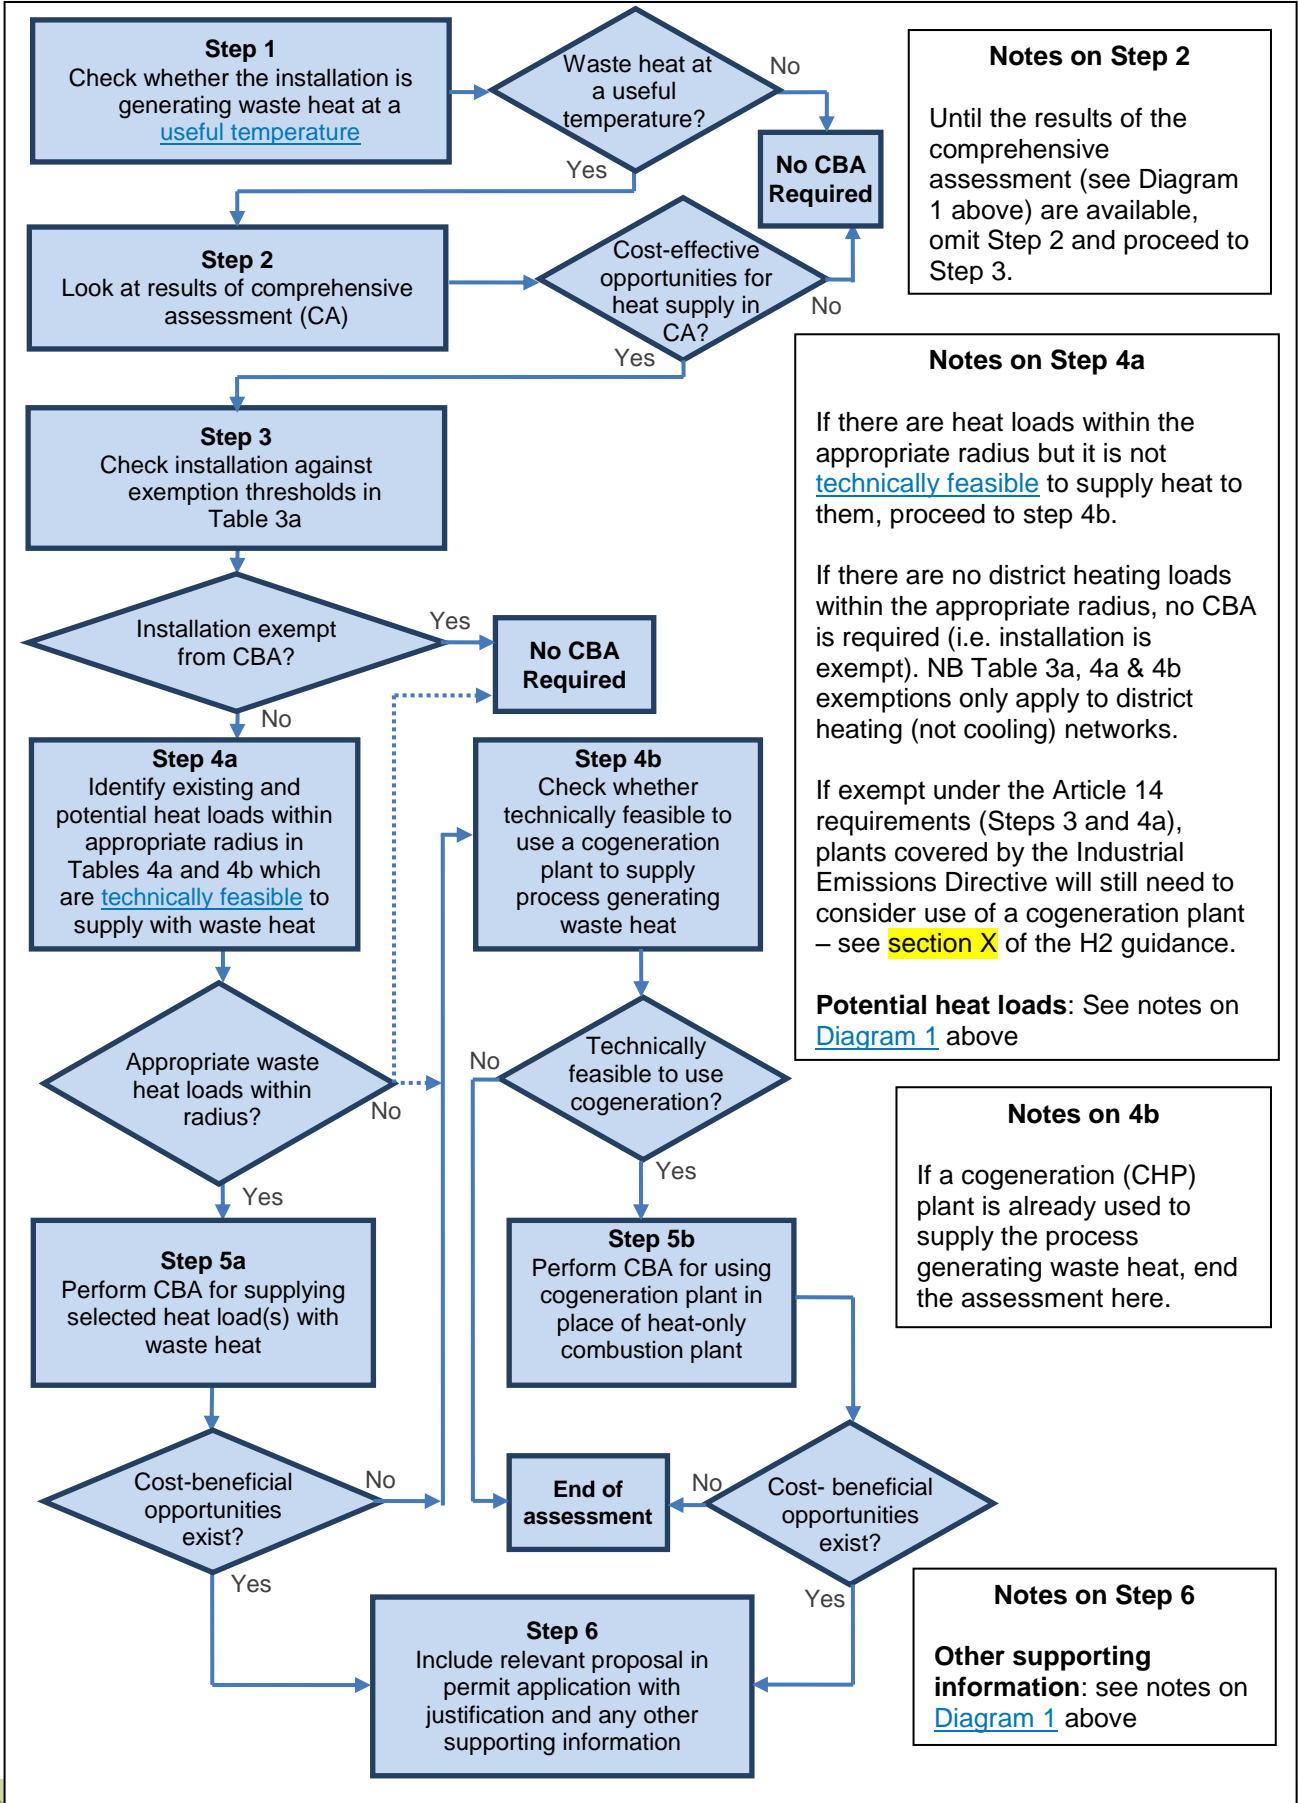 Step 1
Check whether the installation is
generating waste heat at a
useful temperature
Waste heat at
a useful
temperature?
No
Yes
No CBA
Required
Notes on Step 2
Until the results of the
comprehensive
assessment (see Diagram
1 above) are available,
omit Step 2 and proceed to
Step 3.
Step 2
Look at results of comprehensive
assessment (CA)
Cost-effective
opportunities for
heat supply in
CA?
No
Yes
Notes on Step 4a
If there are heat loads within the
appropriate radius but it is not
technically feasible to supply heat to
them, proceed to step 4b.
If there are no district heating loads
within the appropriate radius, no CBA
is required (i.e. installation is
exempt). NB Table 3a, 4a & 4b
exemptions only apply to district
heating (not cooling) networks.
If exempt under the Article 14
requirements (Steps 3 and 4a),
plants covered by the Industrial
Emissions Directive will still need to
consider use of a cogeneration plant
– see section X of the H2 guidance.
Potential heat loads: See notes on
Diagram 1 above
Step 3
Check installation against
exemption thresholds in
Table 3a
Installation exempt
from CBA?
Yes
No
No CBA
Required
Step 4a
Identify existing and
potential heat loads within
appropriate radius in
Tables 4a and 4b which
are technically feasible to
supply with waste heat
Step 4b
Check whether
technically feasible to
use a cogeneration
plant to supply
process generating
waste heat
Appropriate waste
heat loads within
radius?
No
Yes
Technically
feasible to use
cogeneration?
No
Yes
Notes on 4b
If a cogeneration (CHP)
plant is already used to
supply the process
generating waste heat, end
the assessment here.
Step 5a
Perform CBA for supplying
selected heat load(s) with
waste heat
Step 5b
Perform CBA for using
cogeneration plant in
place of heat-only
combustion plant
Cost-beneficial
opportunities
exist?
No
Yes
End of
assessment
No
Cost- beneficial
opportunities
exist?
Yes
Step 6
Include relevant proposal in
permit application with
justification and any other
supporting information
Notes on Step 6
Other supporting
information: see notes on
Diagram 1 above